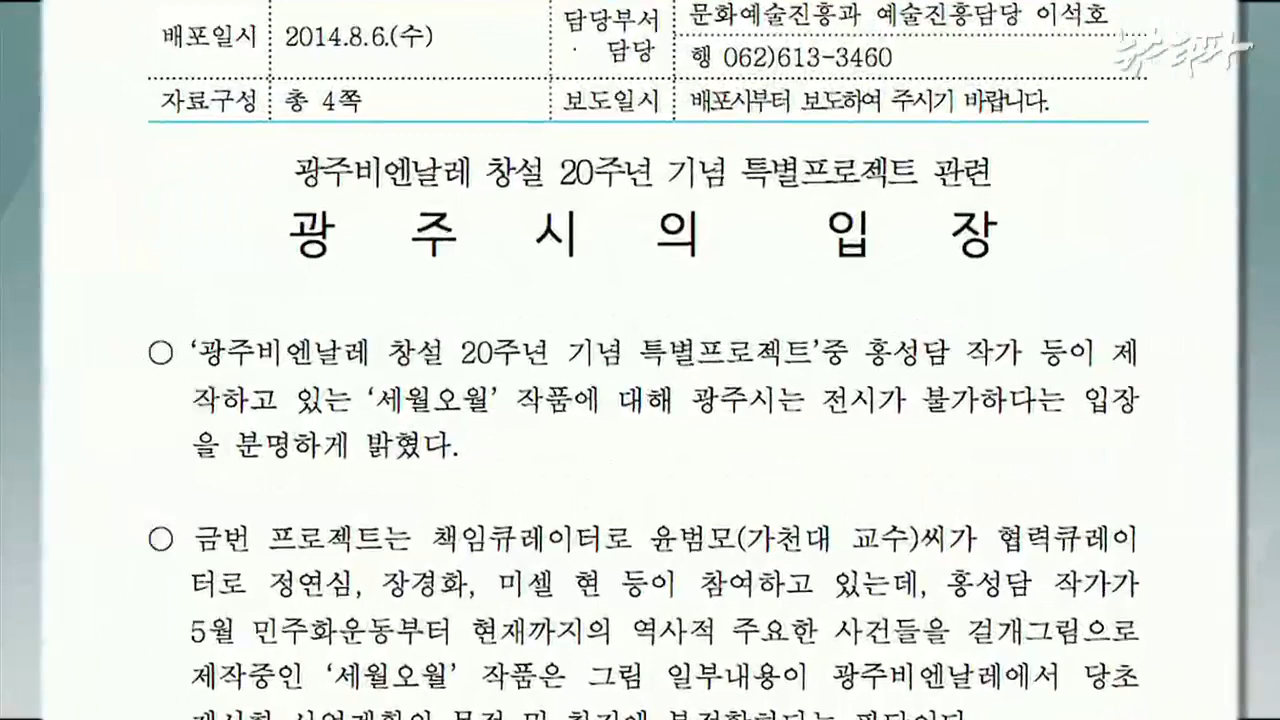 배포일시 2014.8.6.(수) 담당부서 담당 문화예술진흥과 예술진흥담당 이석호
행 062)613-3460
자료구성 총 4쪽 보도일시 배포시부터 보도하여 주시기 바랍니다.
뉴스타파
광주비엔날레 창설 20주년 기념 특별프로젝트 관련
광 주 시 의 입 장
○ ‘광주비엔날레 창설 20주년 기념 특별프로젝트’중 홍성담 작가 등이 제
작하고 있는 ‘세월오월’ 작품에 대해 광주시는 전시가 불가하다는 입장
을 분명하게 밝혔다.
○ 금번 프로젝트는 책임큐레이터로 윤범모(가천대 교수)씨가 협력큐레이
터로 정연심, 장경화, 미셀 현 등이 참여하고 있는데, 홍성담 작가가
5월 민주화운동부터 현재까지의 역사적 주요한 사건들을 걸개그림으로
제작중인 ‘세월오월’ 작품은 그림 일부내용이 광주비엔날레에서 당초